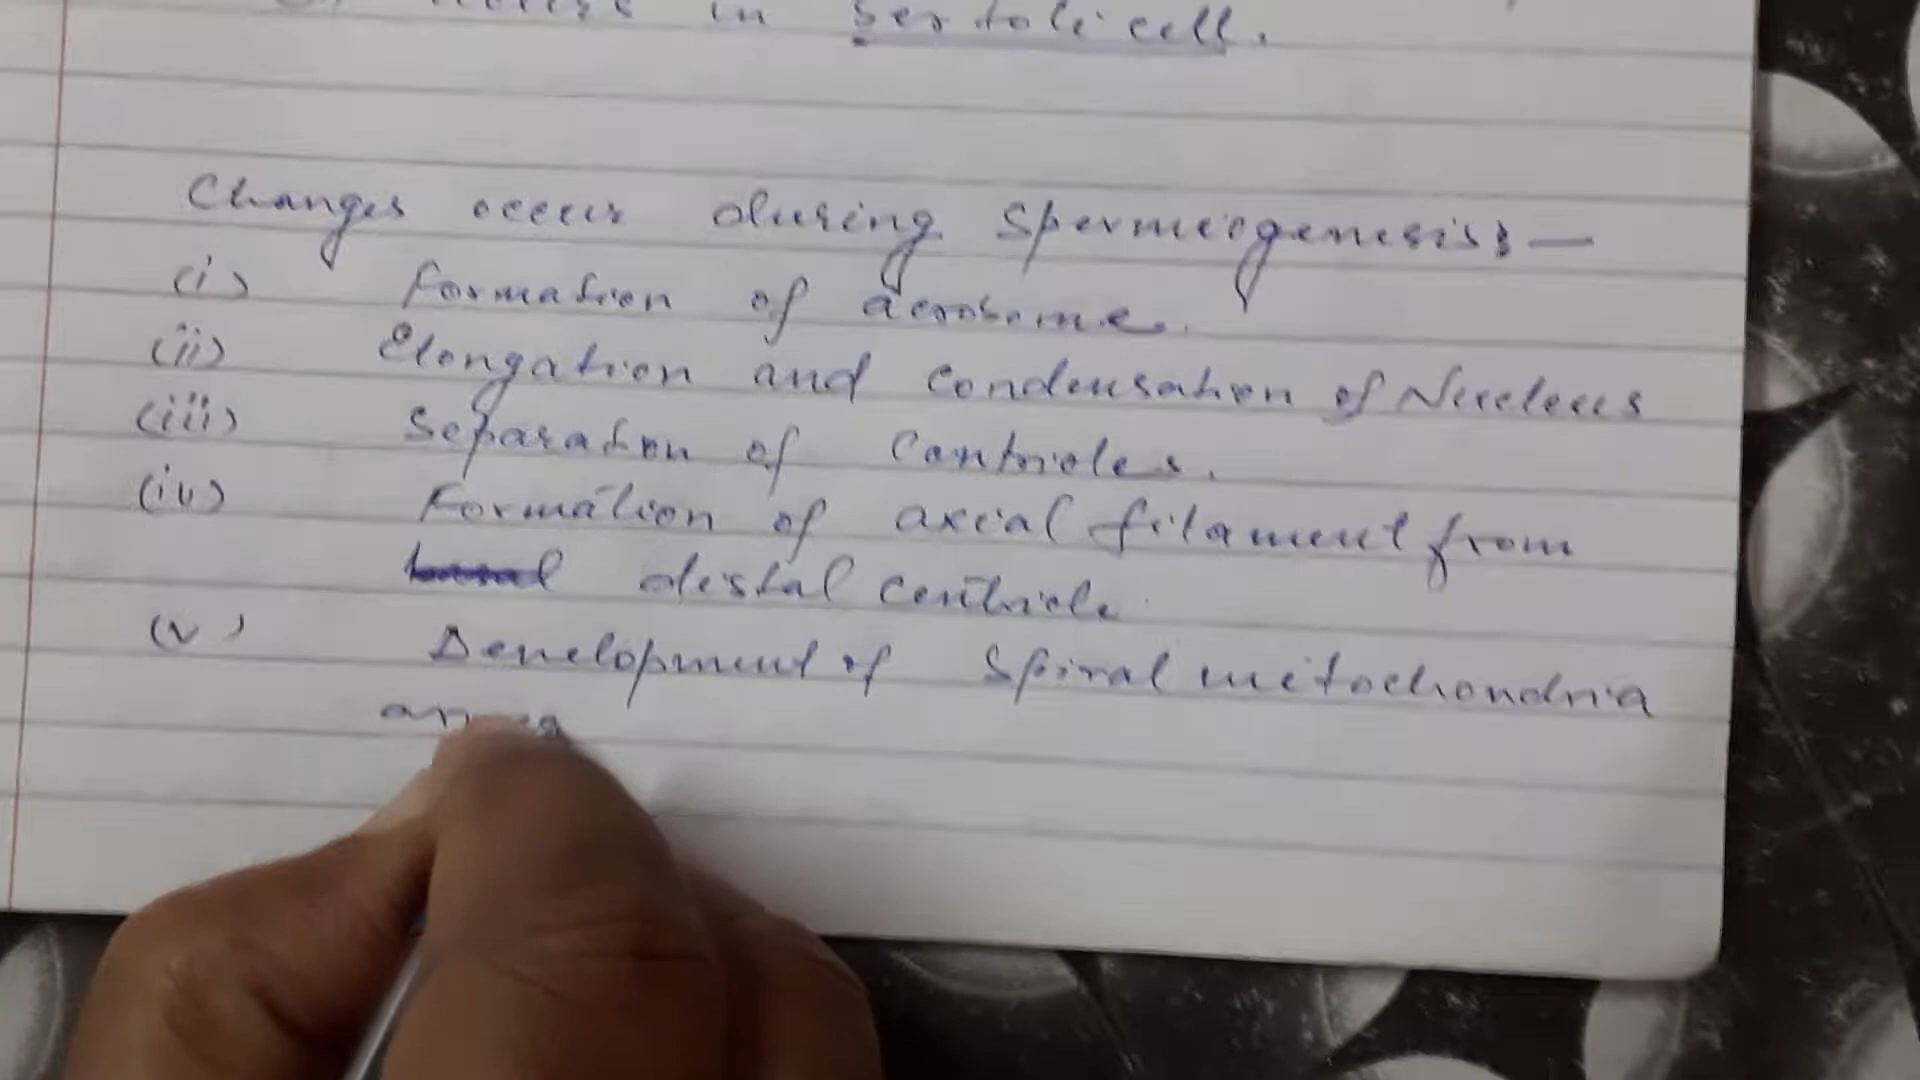 in Sertoli cell.
Changes occur during Spermeogenesis: —
(i) Formation of acrosome.
(ii) Elongation and Condensation of Nucleus
(iii) Separation of Centrioles.
(iv) Formation of axial filament from
distal centriole.
(v) Development of Spiral mitochondria